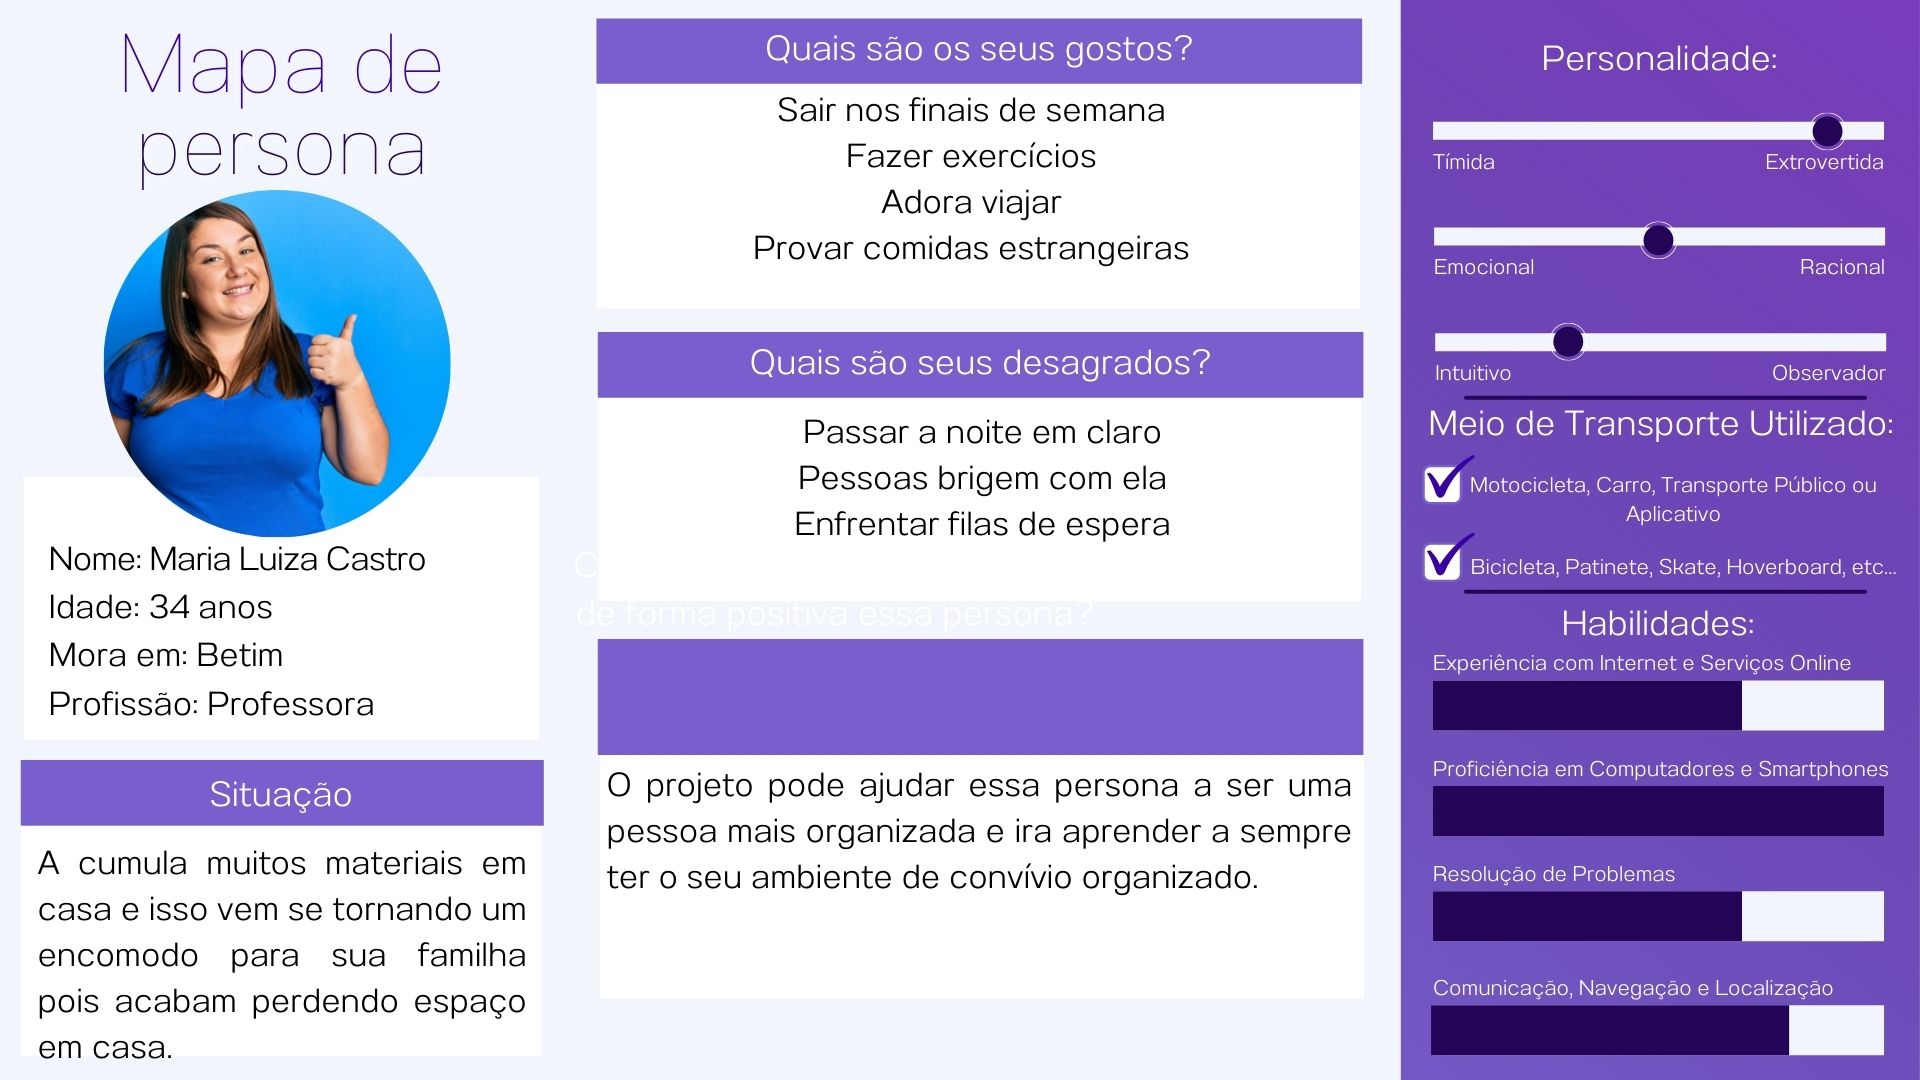 Mapa de
persona
Nome: Maria Luiza Castro
Idade: 34 anos
Mora em: Betim
Profissão: Professora
Situação
A cumula muitos materiais em
casa e isso vem se tornando um
encomodo para sua familha
pois acabam perdendo espaço
em casa.
Quais são os seus gostos?
Sair nos finais de semana
Fazer exercícios
Adora viajar
Provar comidas estrangeiras
Quais são seus desagrados?
Passar a noite em claro
Pessoas brigem com ela
Enfrentar filas de espera
de forma positiva essa persona?
O projeto pode ajudar essa persona a ser uma
pessoa mais organizada e ira aprender a sempre
ter o seu ambiente de convívio organizado.
Personalidade:
Tímida Extrovertida
Emocional Racional
Intuitivo Observador
Meio de Transporte Utilizado:
Motocicleta, Carro, Transporte Público ou
Aplicativo
Bicicleta, Patinete, Skate, Hoverboard, etc...
Habilidades:
Experiência com Internet e Serviços Online
Proficiência em Computadores e Smartphones
Resolução de Problemas
Comunicação, Navegação e Localização